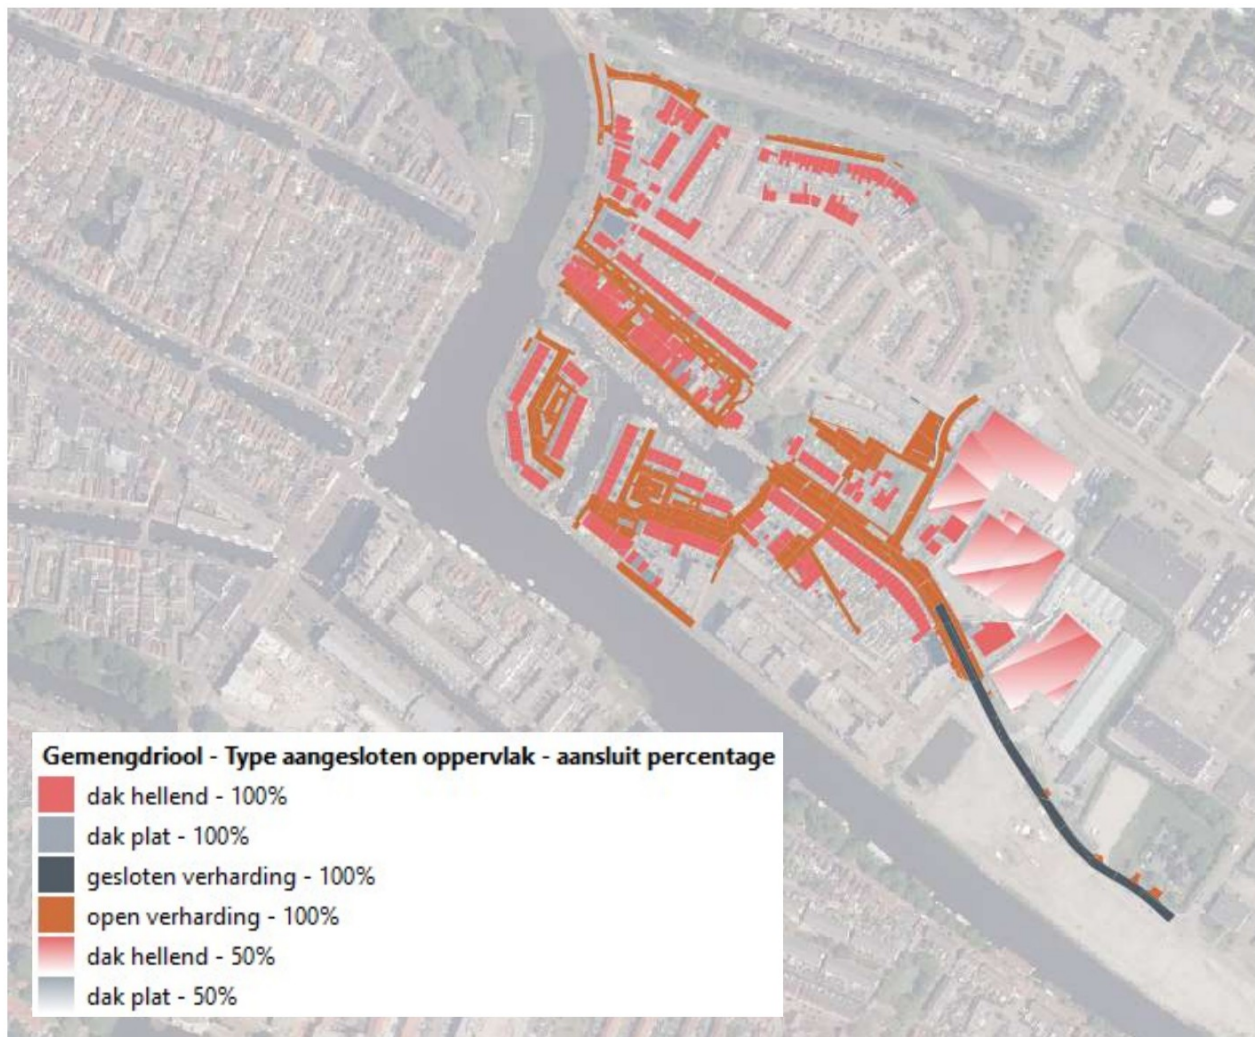 Gemengdriool - Type aangesloten oppervlak - aansluit percentage
dak hellend - 100%
dak plat - 100%
gesloten verharding - 100%
open verharding - 100%
dak hellend - 50%
dak plat - 50%